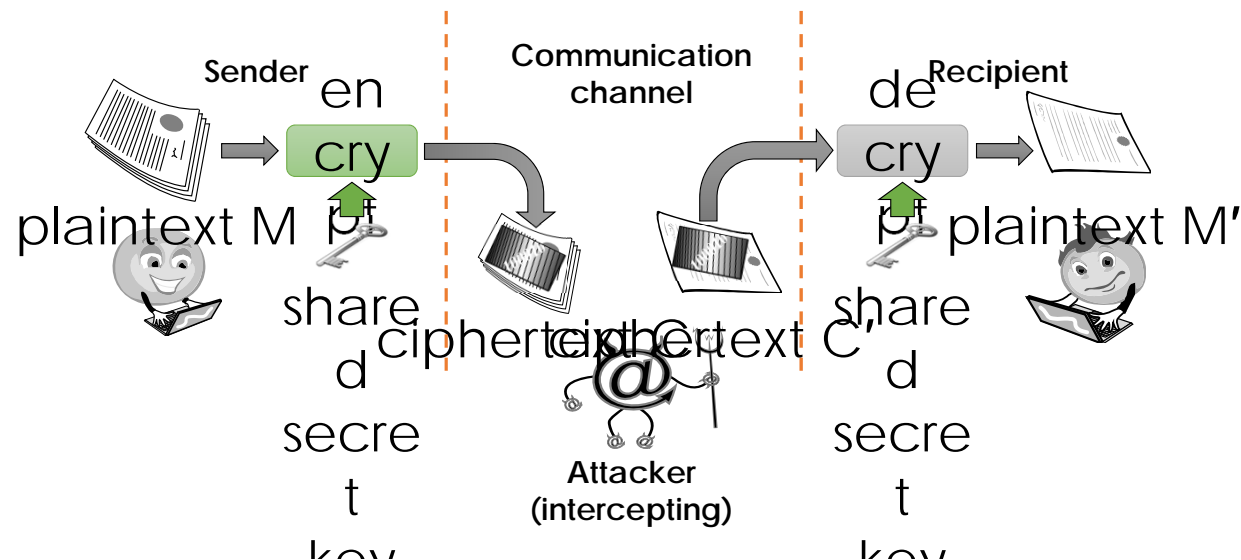 Sender
Communication
channel
Recipient
en
cry
pt
de
cry
pt
plaintext M
plaintext M′
share
d
secre
t
key
ciphertext C
ciphertext C′
share
d
secre
t
key
@
Attacker
(intercepting)